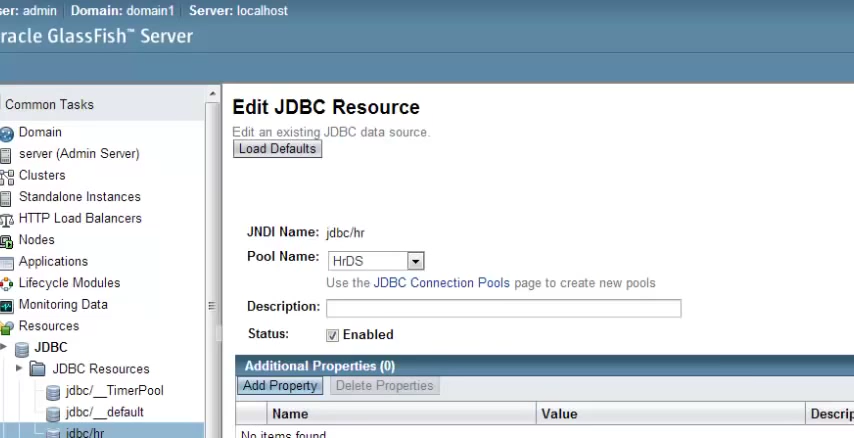 ser: admin Domain: domain1 Server: localhost
racle GlassFish™ Server
Common Tasks
Domain
server (Admin Server)
Clusters
Standalone Instances
HTTP Load Balancers
Nodes
Applications
Lifecycle Modules
Monitoring Data
Resources
JDBC
JDBC Resources
jdbc/__TimerPool
jdbc/__default
jdbc/hr
Edit JDBC Resource
Edit an existing JDBC data source.
Load Defaults
JNDI Name: jdbc/hr
Pool Name: HrDS
Use the JDBC Connection Pools page to create new pools
Description:
Status: Enabled
Additional Properties (0)
Add Property Delete Properties
Name Value Descrip
No items found